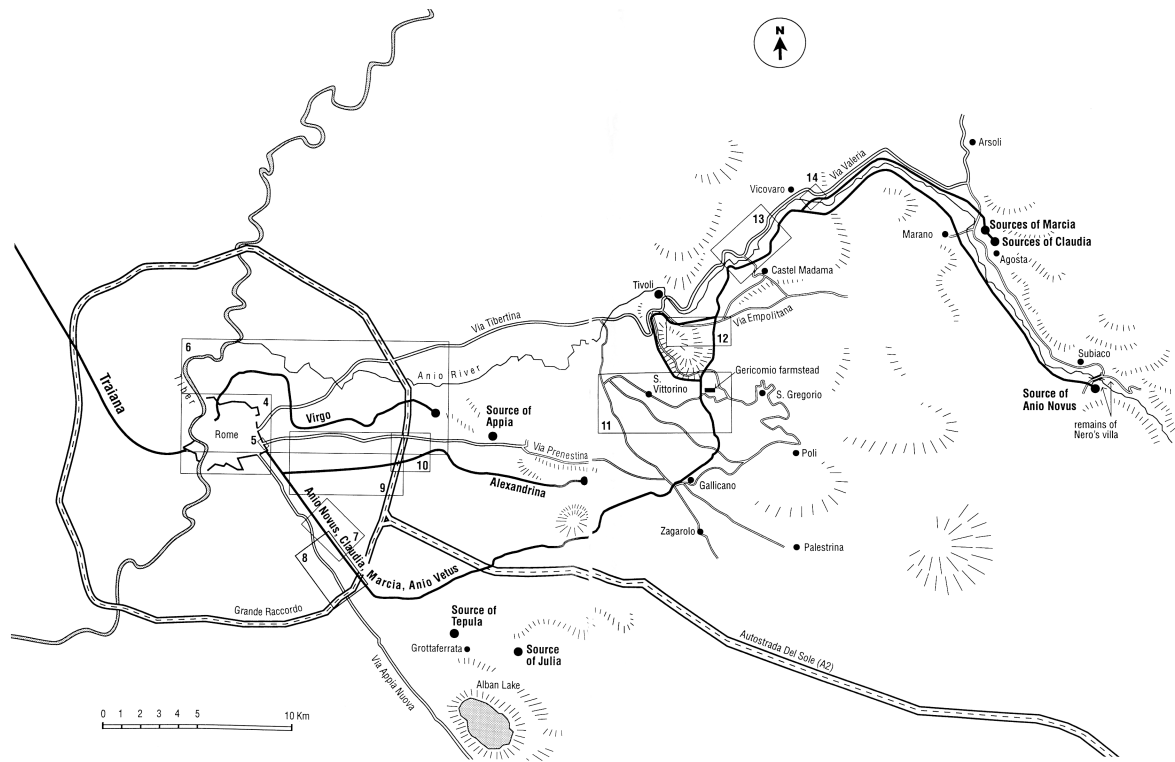 N
Arsoli
Via Valeria
14
Vicovaro
13
Marano
Sources of Marcia
Sources of Claudia
Agosta
Castel Madama
Tivoli
Via Empolitana
12
Via Tibertina
6
Anio River
Tiber
Traiana
4
Virgo
Rome
5
Source of
Appia
Gericomio farmstead
S.
Vittorino
S. Gregorio
11
Subiaco
Source of
Anio Novus
remains of
Nero's villa
Via Prenestina
10
9
Alexandrina
Poli
Gallicano
Zagarolo
Palestrina
7
8
Anio Novus, Claudia, Marcia, Anio Vetus
Grande Raccordo
Source of
Tepula
Grottaferrata
Source
of Julia
Via Appia Nuova
Alban Lake
Autostrada Del Sole (A2)
0 1 2 3 4 5 10 Km